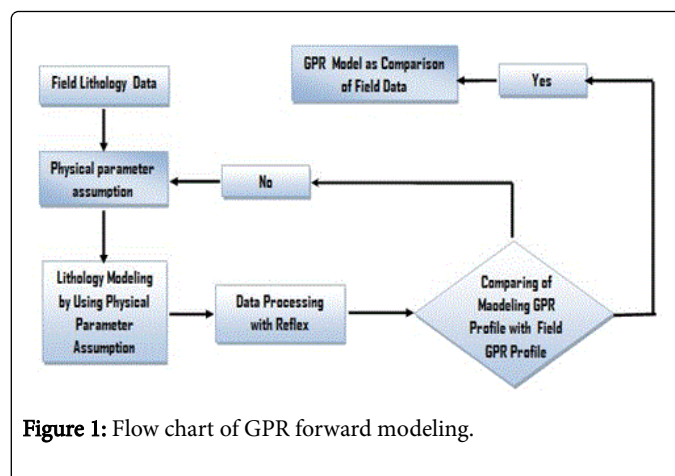 Field Lithology Data
GPR Model as Comparison
of Field Data
Yes
Physical parameter
assumption
No
Lithology Modeling
by Using Physical
Parameter
Assumption
Data Processing
with Reflex
Comparing of
Maodeling GPR
Profile with Field
GPR Profile
Figure 1: Flow chart of GPR forward modeling.